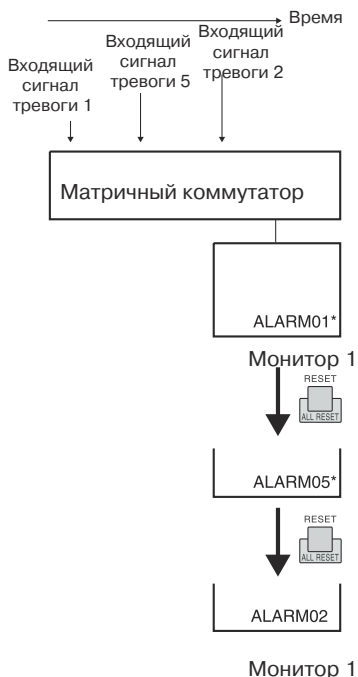 Время
Входящий
сигнал
тревоги 1
Входящий
сигнал
тревоги 5
Входящий
сигнал
тревоги 2
Матричный коммутатор
ALARM01*
Монитор 1
RESET
ALL RESET
ALARM05*
RESET
ALL RESET
ALARM02
Монитор 1